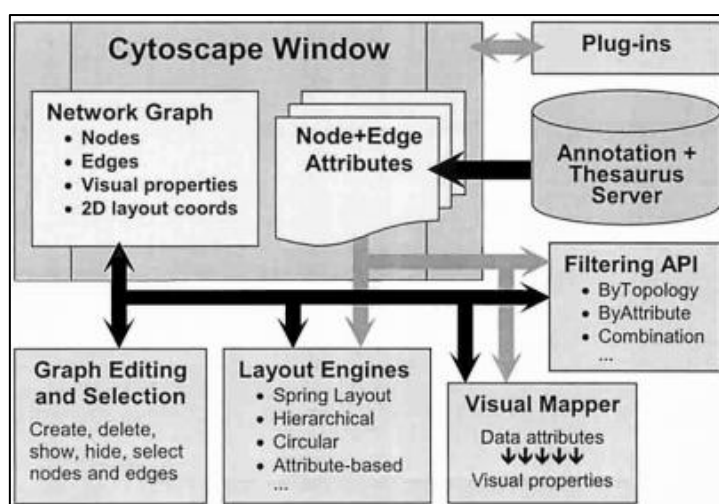 Cytoscape Window
Plug-ins
Network Graph
• Nodes
• Edges
• Visual properties
• 2D layout coords
Node+Edge
Attributes
Annotation +
Thesaurus
Server
Filtering API
• ByTopology
• ByAttribute
• Combination
...
Graph Editing
and Selection
Create, delete,
show, hide, select
nodes and edges
Layout Engines
• Spring Layout
• Hierarchical
• Circular
• Attribute-based
...
Visual Mapper
Data attributes
Visual properties